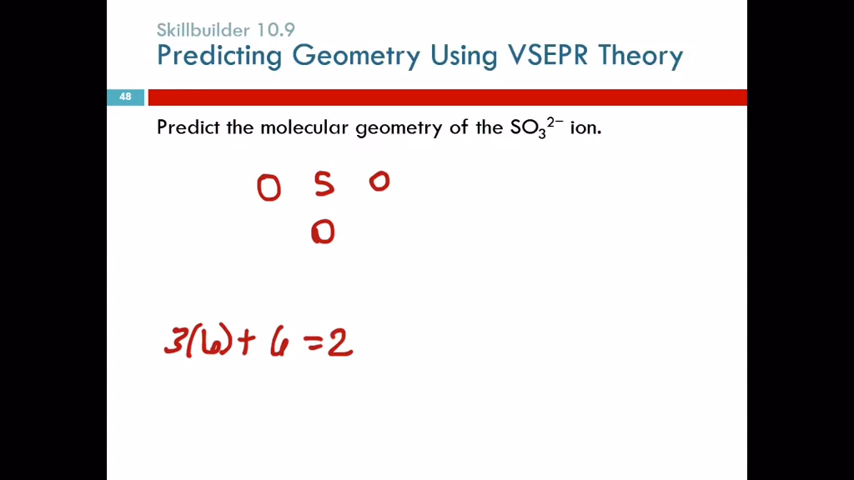 Skillbuilder 10.9
Predicting Geometry Using VSEPR Theory
48
Predict the molecular geometry of the SO₃²⁻ ion.
O S O
O
3(6) + 6 = 2